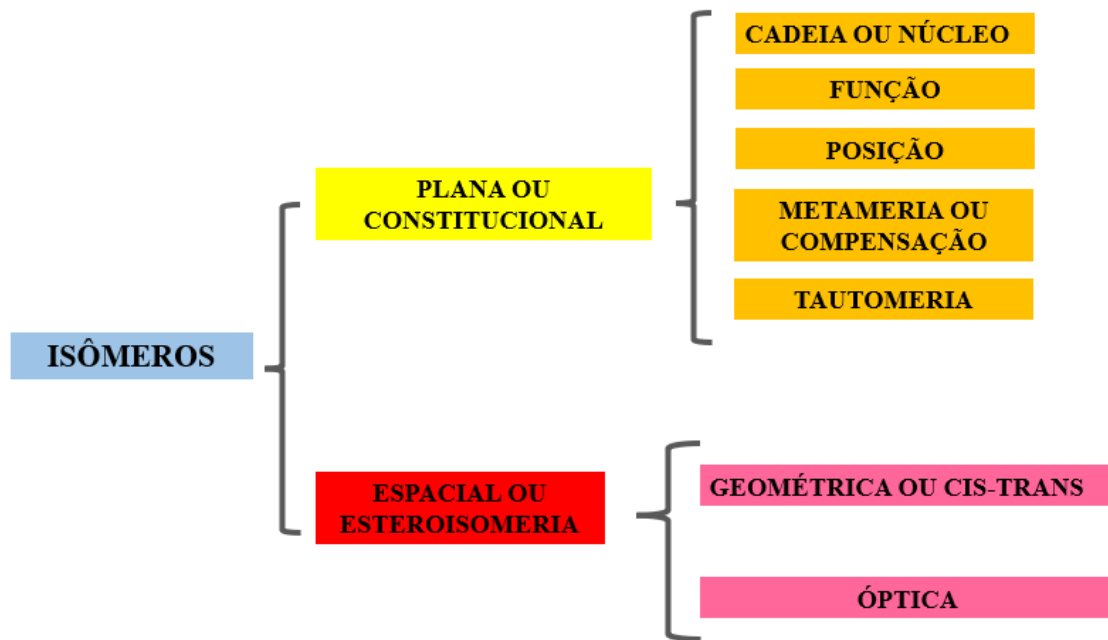 CADEIA OU NÚCLEO
FUNÇÃO
POSIÇÃO
PLANA OU
CONSTITUCIONAL
METAMERIA OU
COMPENSAÇÃO
TAUTOMERIA
ISÔMEROS
ESPACIAL OU
ESTEROISOMERIA
GEOMÉTRICA OU CIS-TRANS
ÓPTICA